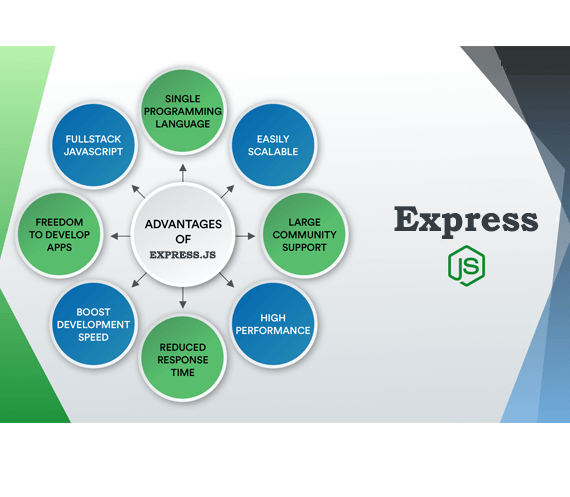 SINGLE
PROGRAMMING
LANGUAGE
EASILY
SCALABLE
LARGE
COMMUNITY
SUPPORT
HIGH
PERFORMANCE
REDUCED
RESPONSE
TIME
BOOST
DEVELOPMENT
SPEED
FREEDOM
TO DEVELOP
APPS
FULLSTACK
JAVASCRIPT
ADVANTAGES
OF
EXPRESS.JS
Express
JS